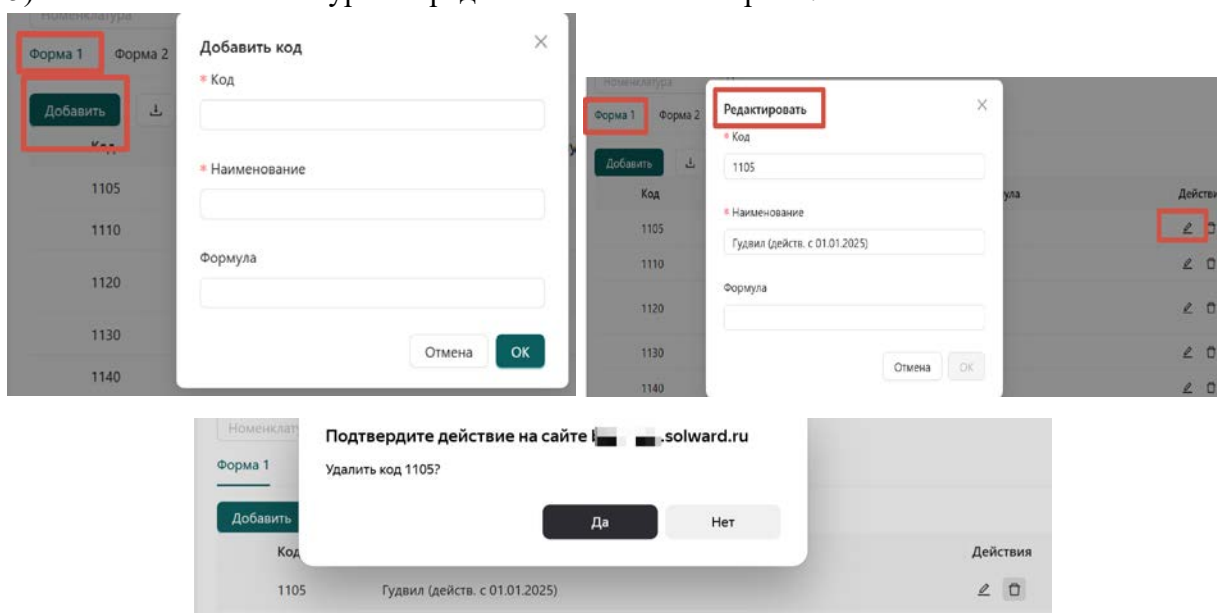 Номенклатура
Форма 1 Форма 2
Добавить
Код
1105
1110
1120
1130
1140
Добавить код
* Код
* Наименование
Формула
Отмена OK
Номенклатура
Форма 1 Форма 2
Добавить
Код
Действи
1105
1110
1120
1130
1140
Редактировать
* Код
1105
* Наименование
Гудвил (действ. с 01.01.2025)
Формула
Отмена OK
Номенклат
Форма 1
Добавить
Подтвердите действие на сайте .solward.ru
Удалить код 1105?
Да Нет
Код Действия
1105 Гудвил (действ. с 01.01.2025)